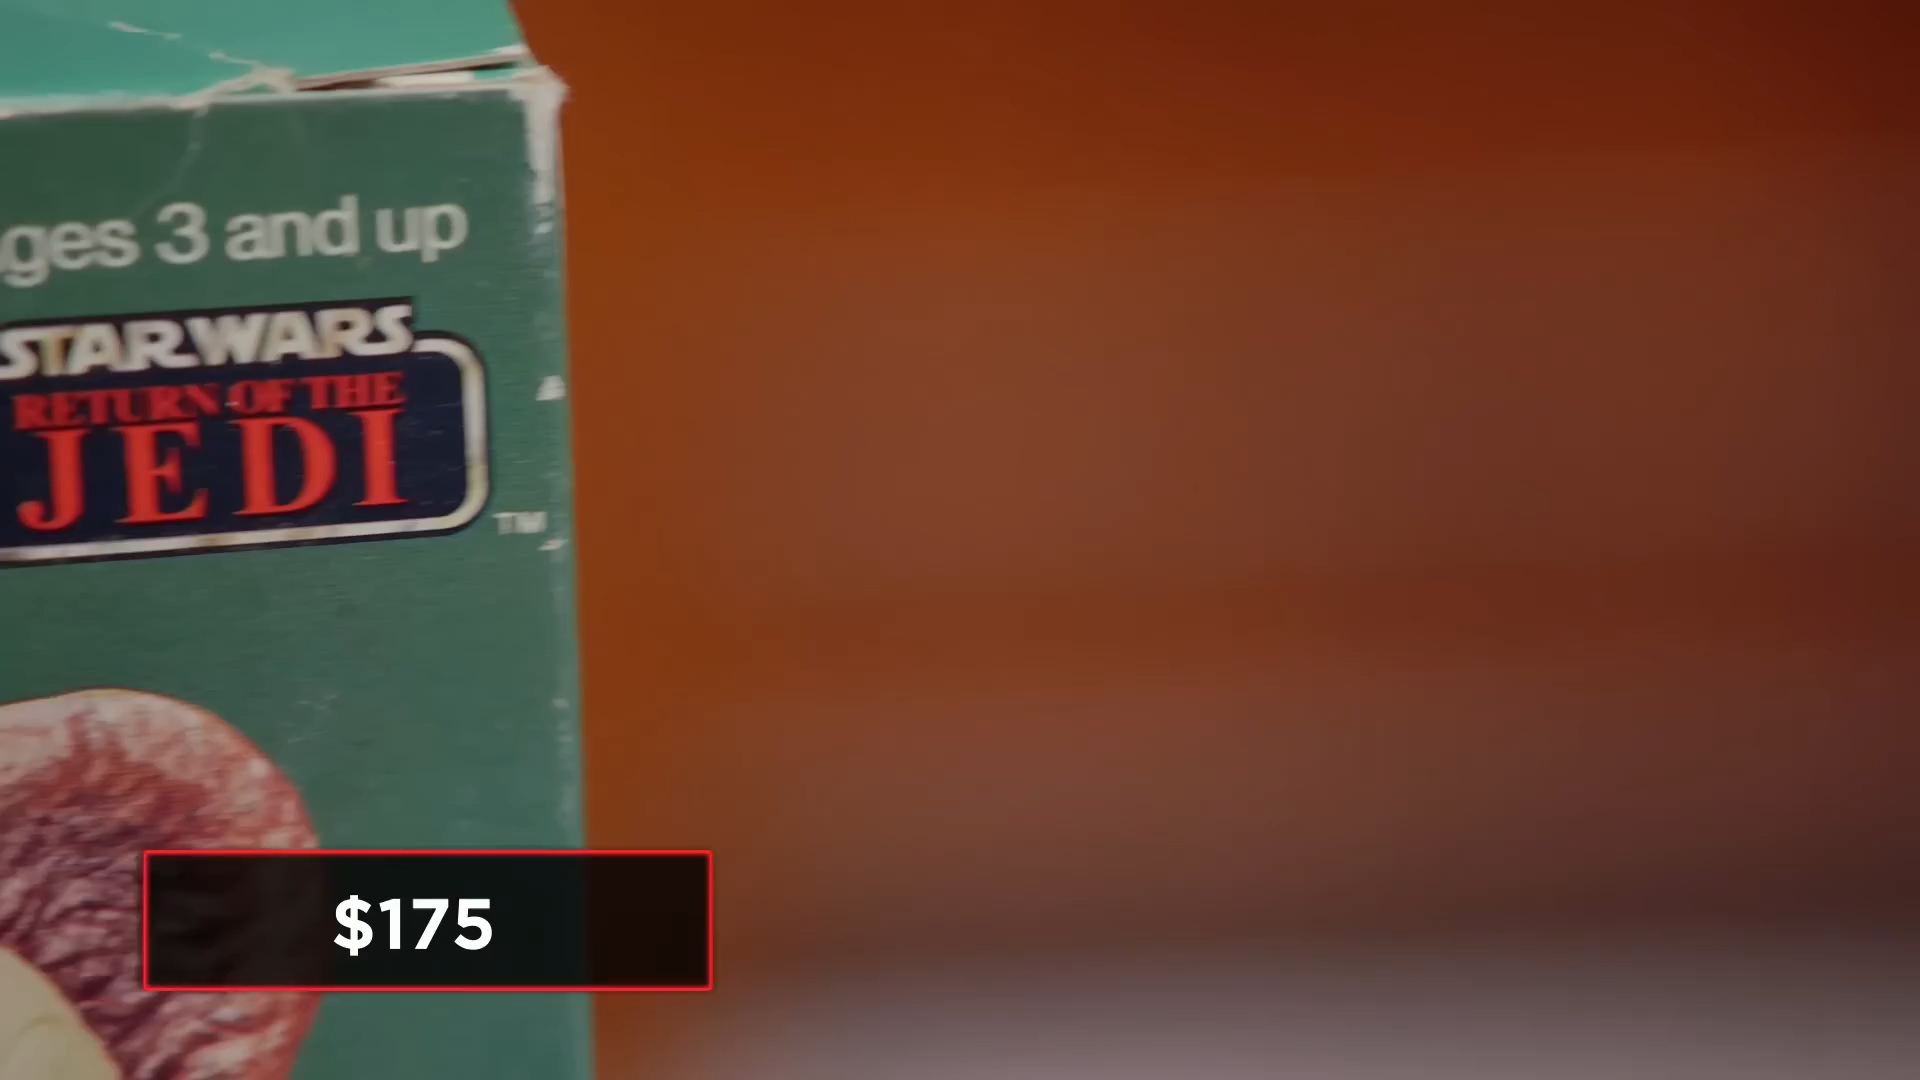 ges 3 and up
STAR WARS
RETURN OF THE
JEDI
TM
$175